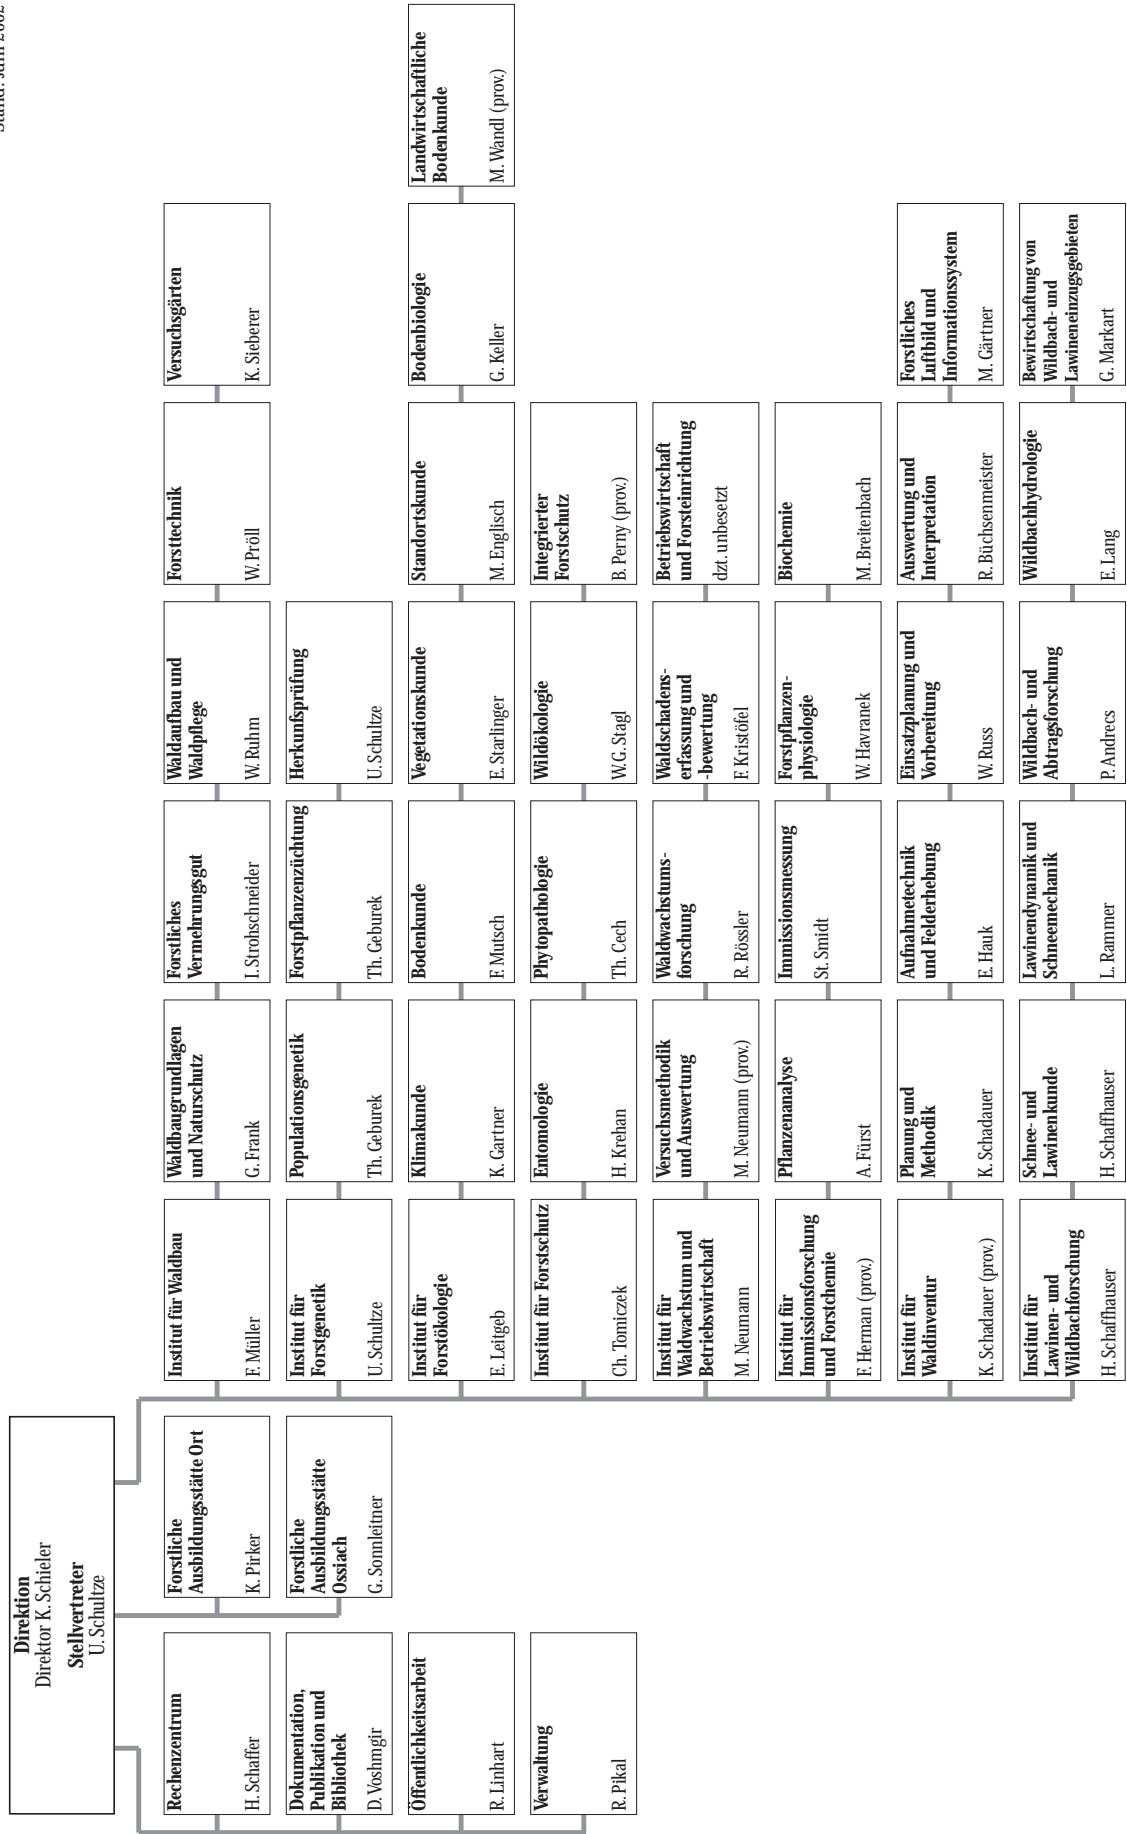 Direktion
Direktor K. Schieler
Stellvertreter
U. Schultze
Rechenzentrum
H. Schaffer
Dokumentation,
Publikation und
Bibliothek
D. Voshmgir
Öffentlichkeitsarbeit
R. Linhart
Verwaltung
R. Pikal
Forstliche
Ausbildungsstätte Ort
K. Pirker
Forstliche
Ausbildungsstätte
Ossiach
G. Sonnleitner
Institut für Waldbau
F. Müller
Waldbaugrundlagen
und Naturschutz
G. Frank
Forstliches
Vermehrungsgut
I. Strohschneider
Waldaufbau und
Waldpflege
W. Ruhm
Forsttechnik
W. Pröll
Versuchsgärten
K. Sieberer
Institut für
Forstgenetik
U. Schultze
Populationsgenetik
Th. Geburek
Forstpflanzenzüchtung
Th. Geburek
Herkunfsprüfung
U. Schultze
Institut für
Forstökologie
E. Leitgeb
Klimakunde
K. Gartner
Bodenkunde
F. Mutsch
Vegetationskunde
E. Starlinger
Standortskunde
M. Englisch
Bodenbiologie
G. Keller
Landwirtschaftliche
Bodenkunde
M. Wandl (prov.)
Institut für Forstschutz
Ch. Tomiczek
Entomologie
H. Krehan
Phytopathologie
Th. Cech
Wildökologie
W.G. Stagl
Integrierter
Forstschutz
B. Perny (prov.)
Institut für
Waldwachstum und
Betriebswirtschaft
M. Neumann
Versuchsmethodik
und Auswertung
M. Neumann (prov.)
Waldwachstums-
forschung
R. Rössler
Waldschadens-
erfassung und
-bewertung
F. Kristöfel
Betriebswirtschaft
und Forsteinrichtung
dzt. unbesetzt
Institut für
Immissionsforschung
und Forstchemie
F. Herman (prov.)
Pflanzenanalyse
A. Fürst
Immissionsmessung
St. Smidt
Forstpflanzen-
physiologie
W. Havranek
Biochemie
M. Breitenbach
Institut für
Waldinventur
K. Schadauer (prov.)
Planung und
Methodik
K. Schadauer
Aufnahmetechnik
und Felderhebung
E. Hauk
Einsatzplanung und
Vorbereitung
W. Russ
Auswertung und
Interpretation
R. Büchsenmeister
Forstliches
Luftbild und
Informationssystem
M. Gärtner
Institut für
Lawinen- und
Wildbachforschung
H. Schaffhauser
Schnee- und
Lawinenkunde
H. Schaffhauser
Lawinendynamik und
Schneemechanik
L. Rammer
Wildbach- und
Abtragsforschung
P. Andrecs
Wildbachhydrologie
E. Lang
Bewirtschaftung von
Wildbach- und
Lawineneinzugsgebieten
G. Markart